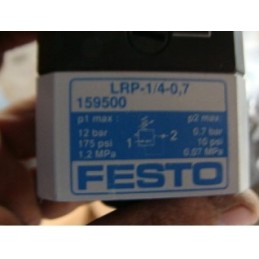 LRP-1/4-0,7
159500
p1 max : p2 max :
12 bar 0,7 bar
175 psi 1 2 10 psi
1.2 MPa 0.07 MPa
FESTO